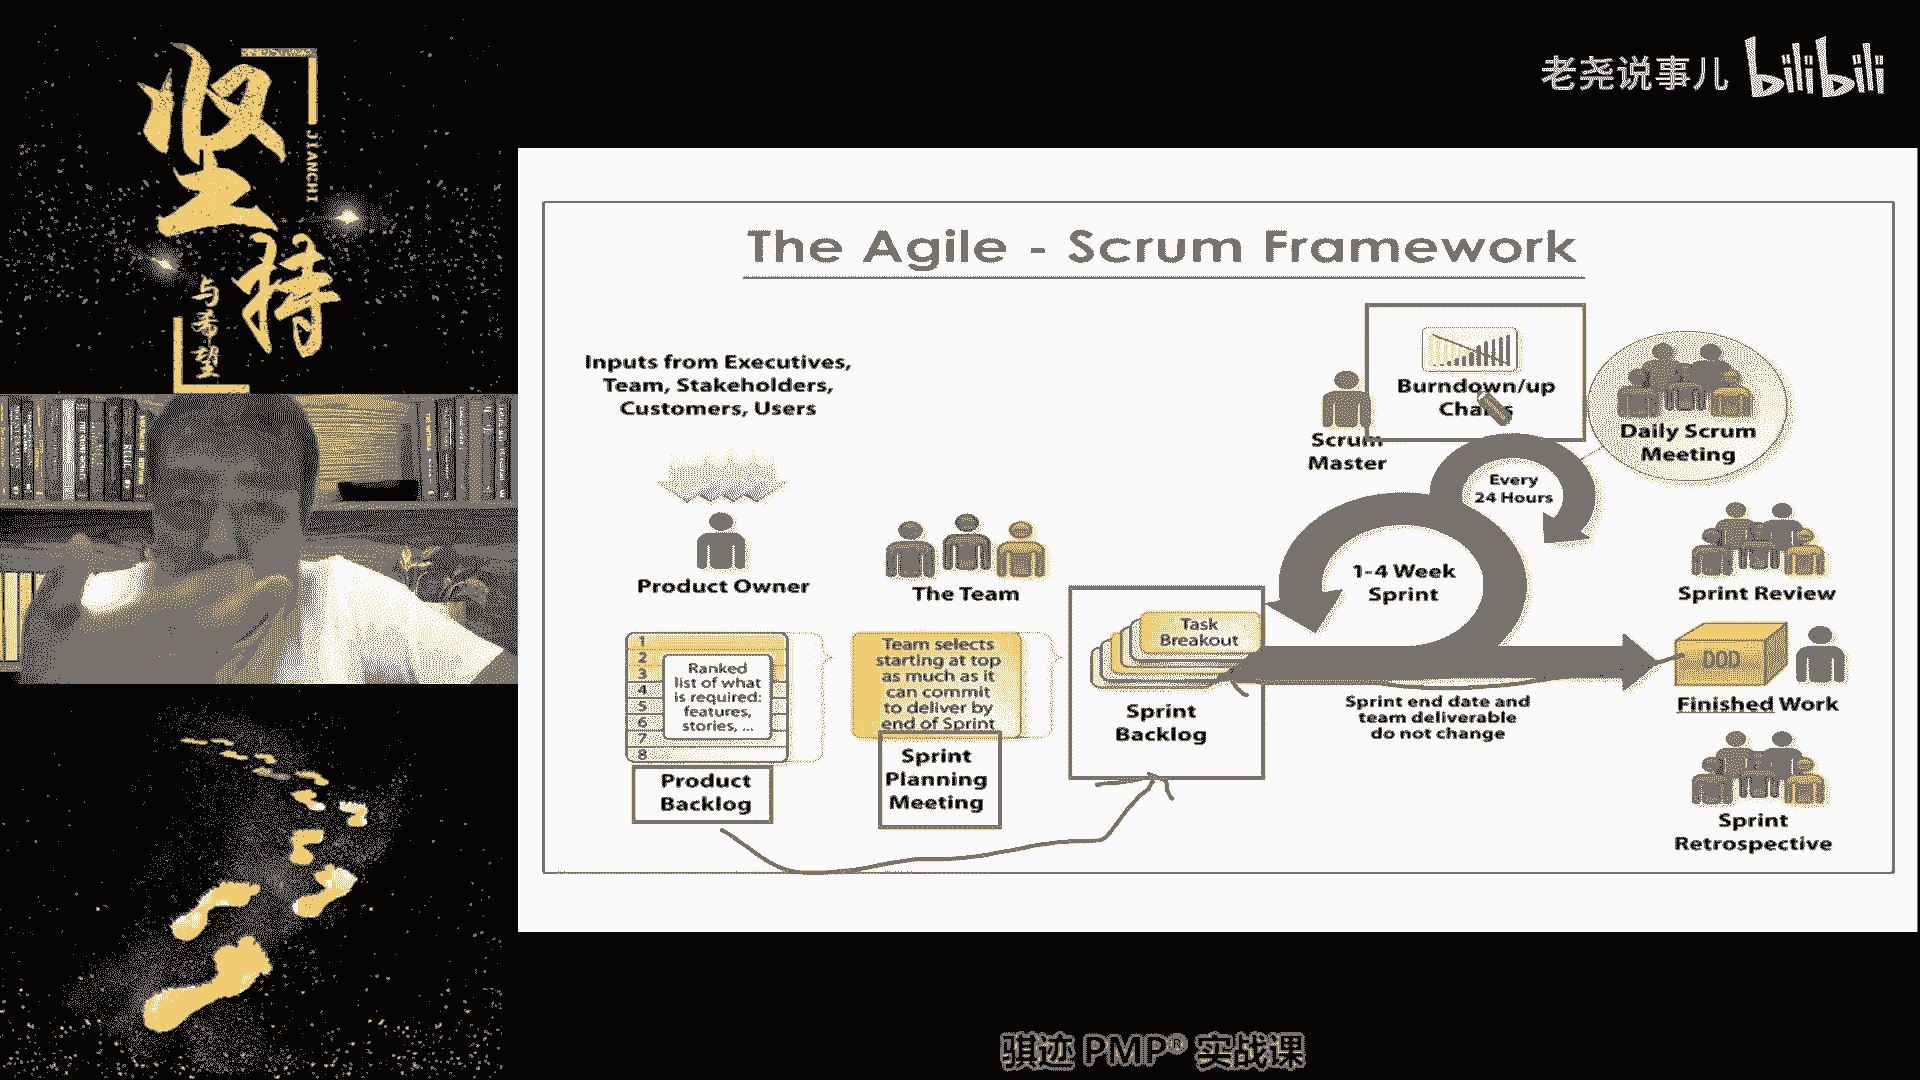 坚持
JIANCHI
与希望
老尧说事儿 bilibili
The Agile - Scrum Framework
Inputs from Executives,
Team, Stakeholders,
Customers, Users
Product Owner
The Team
1
2
3
4
5
6
7
8
Ranked
list of what
is required:
features,
stories, ...
Product
Backlog
Team selects
starting at top
as much as it
can commit
to deliver by
end of Sprint
Sprint
Planning
Meeting
Task
Breakout
Sprint
Backlog
Scrum
Master
Burndown/up
Charts
Every
24 Hours
Daily Scrum
Meeting
1-4 Week
Sprint
Sprint end date and
team deliverable
do not change
Sprint Review
DOD
Finished Work
Sprint
Retrospective
骐迹 PMP® 实战课